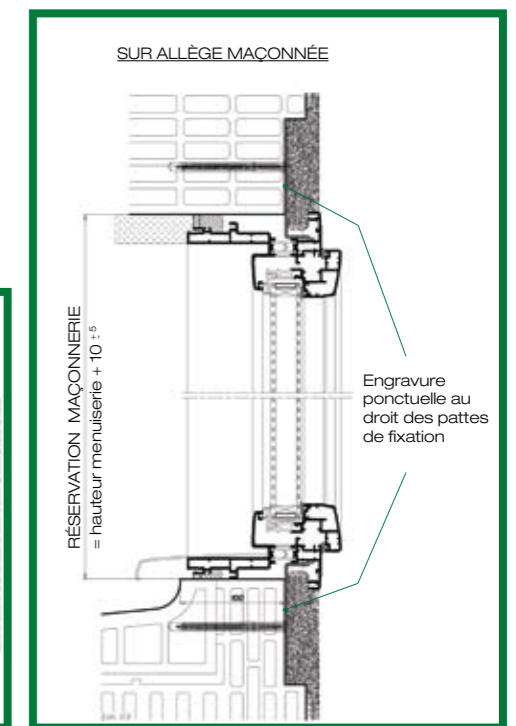 SUR ALLÈGE MAÇONNÉE
RÉSERVATION MAÇONNERIE
= hauteur menuiserie + 10 ± 5
Engravure
ponctuelle au
droit des pattes
de fixation